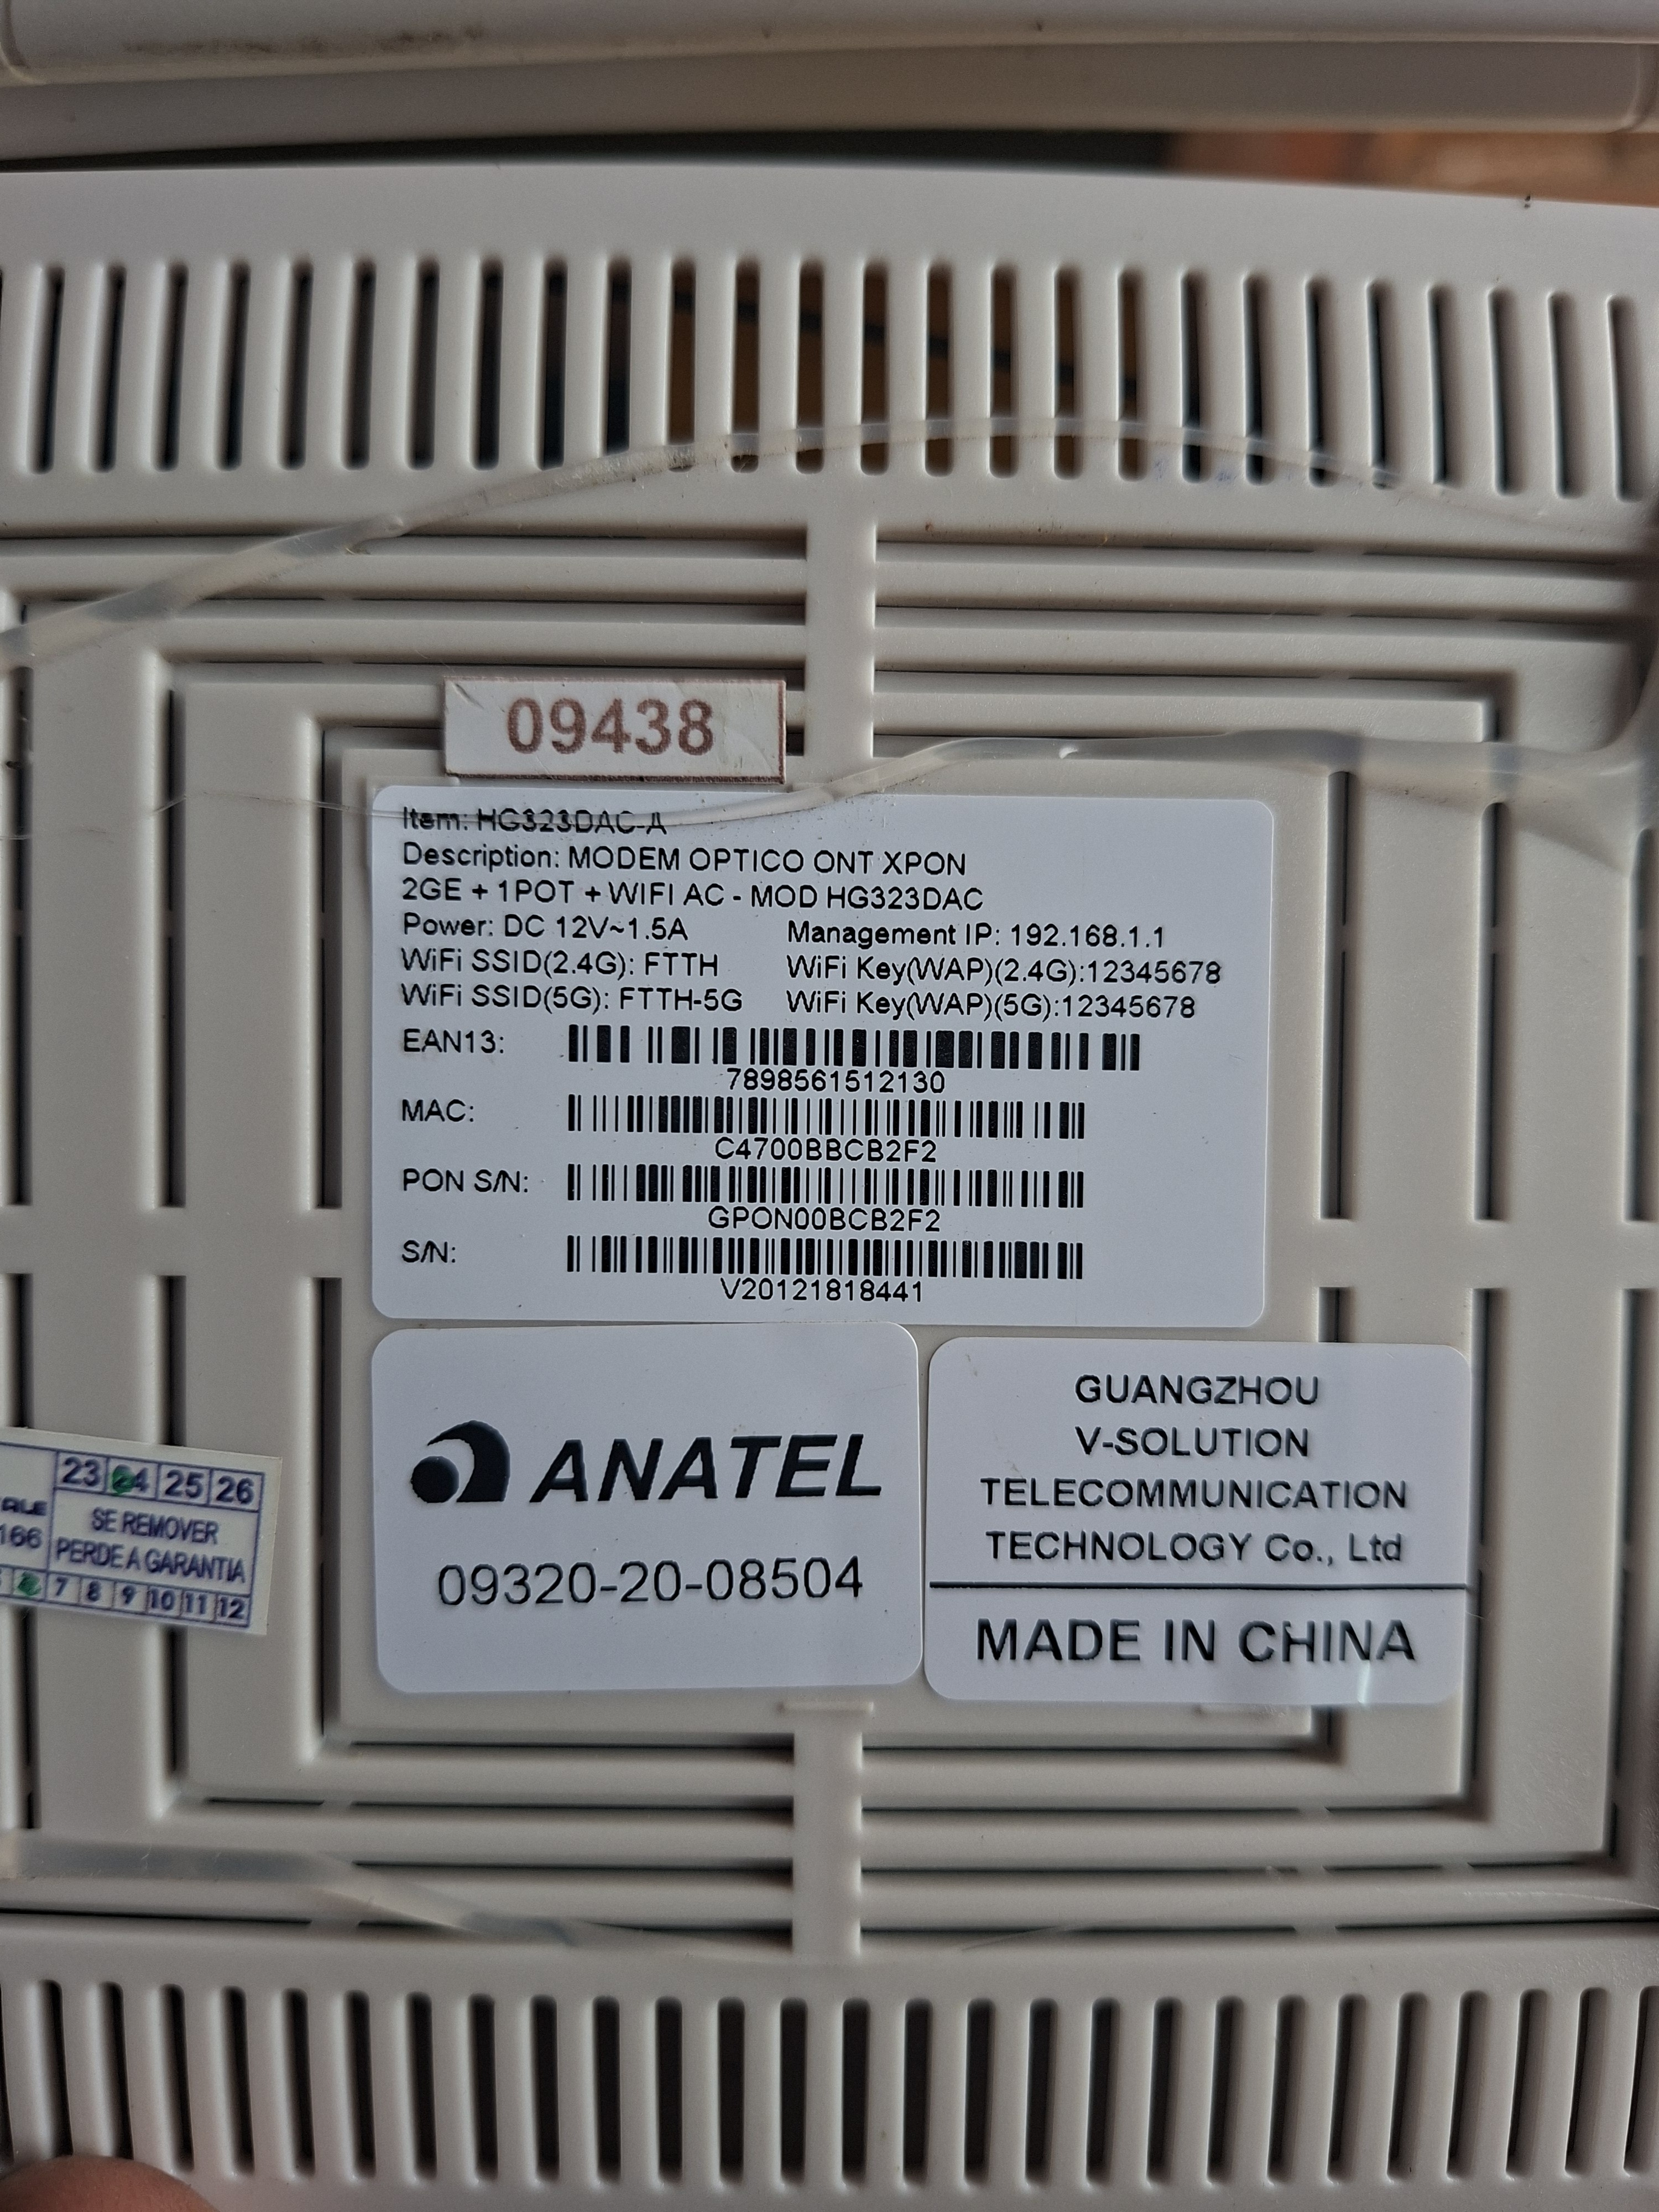 09438
Item: HG323DAC-A
Description: MODEM OPTICO ONT XPON
2GE + 1POT + WIFI AC - MOD HG323DAC
Power: DC 12V~1.5A Management IP: 192.168.1.1
WiFi SSID(2.4G): FTTH WiFi Key(WAP)(2.4G):12345678
WiFi SSID(5G): FTTH-5G WiFi Key(WAP)(5G):12345678
EAN13:
7898561512130
MAC:
C4700BBCB2F2
PON S/N:
GPON00BCB2F2
S/N:
V20121818441
ANATEL
09320-20-08504
GUANGZHOU
V-SOLUTION
TELECOMMUNICATION
TECHNOLOGY Co., Ltd
MADE IN CHINA
23 24 25 26
SE REMOVER
166 PERDE A GARANTIA
7 8 9 10 11 12